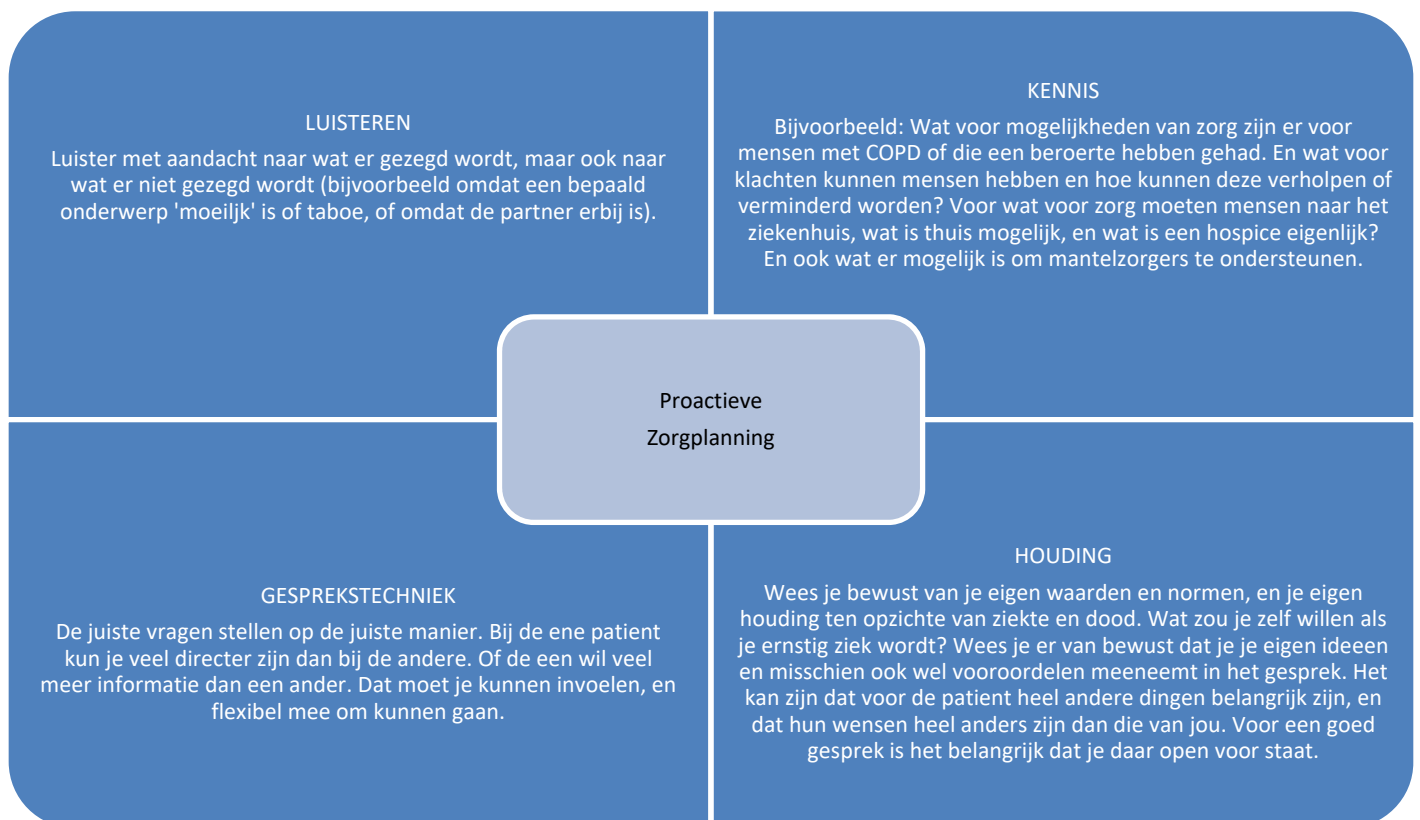 LUISTEREN
Luister met aandacht naar wat er gezegd wordt, maar ook naar
wat er niet gezegd wordt (bijvoorbeeld omdat een bepaald
onderwerp 'moeiljk' is of taboe, of omdat de partner erbij is).
KENNIS
Bijvoorbeeld: Wat voor mogelijkheden van zorg zijn er voor
mensen met COPD of die een beroerte hebben gehad. En wat voor
klachten kunnen mensen hebben en hoe kunnen deze verholpen of
verminderd worden? Voor wat voor zorg moeten mensen naar het
ziekenhuis, wat is thuis mogelijk, en wat is een hospice eigenlijk?
En ook wat er mogelijk is om mantelzorgers te ondersteunen.
Proactieve
Zorgplanning
GESPREKSTECHNIEK
De juiste vragen stellen op de juiste manier. Bij de ene patient
kun je veel directer zijn dan bij de andere. Of de een wil veel
meer informatie dan een ander. Dat moet je kunnen invoelen, en
flexibel mee om kunnen gaan.
HOUDING
Wees je bewust van je eigen waarden en normen, en je eigen
houding ten opzichte van ziekte en dood. Wat zou je zelf willen als
je ernstig ziek wordt? Wees je er van bewust dat je je eigen ideeen
en misschien ook wel vooroordelen meeneemt in het gesprek. Het
kan zijn dat voor de patient heel andere dingen belangrijk zijn, en
dat hun wensen heel anders zijn dan die van jou. Voor een goed
gesprek is het belangrijk dat je daar open voor staat.